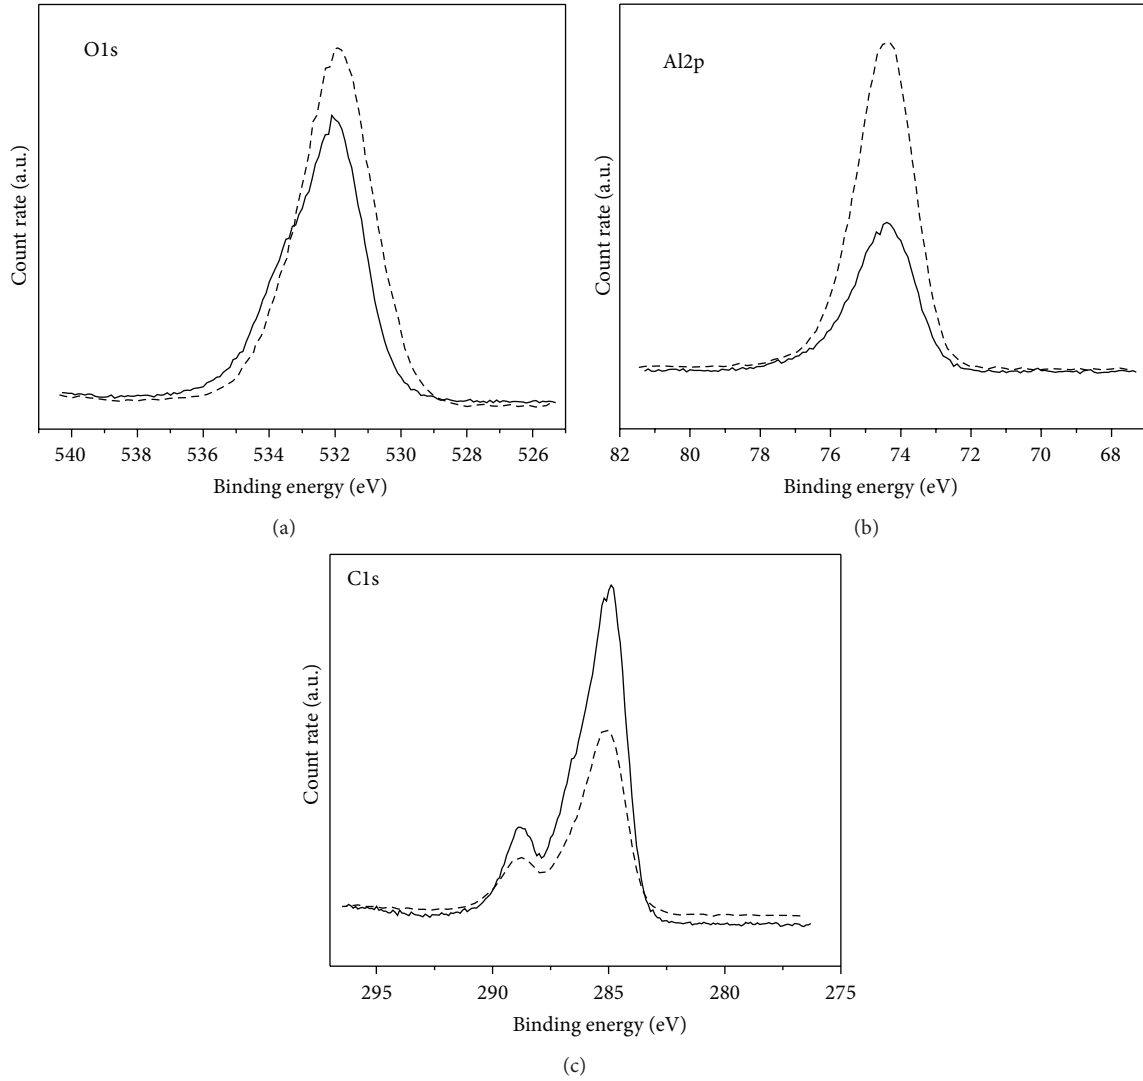 O1s
Count rate (a.u.)
540 538 536 534 532 530 528 526
Binding energy (eV)
(a)
Al2p
Count rate (a.u.)
82 80 78 76 74 72 70 68
Binding energy (eV)
(b)
C1s
Count rate (a.u.)
295 290 285 280 275
Binding energy (eV)
(c)